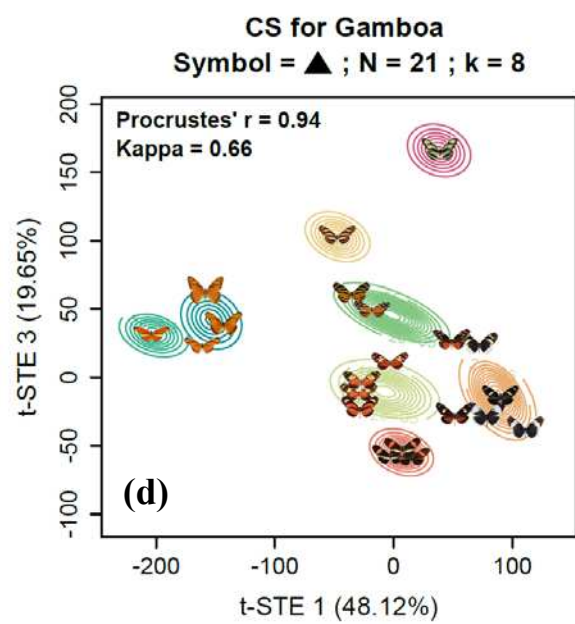 CS for Gamboa
Symbol = ▲ ; N = 21 ; k = 8
Procrustes' r = 0.94
Kappa = 0.66
200
150
100
50
0
-50
-100
t-STE 3 (19.65%)
(d)
-200
-100
0
100
t-STE 1 (48.12%)